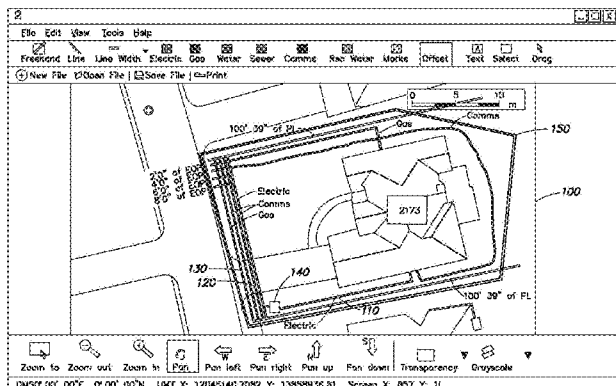 2
File Edit View Tools Help
Freehand Line Line Width Electric Gas Water Sewer Comms Rec Water Marks Offset Text Select Drag
New File Open File Save File Print
0 5 10
m
100' 39" of PL
Gas
Comms
150
Electric
Comms
Gas
2173
100
130
120
140
110
Electric
100' 39" of FL
Zoom to Zoom out Zoom in Pan Pan left Pan right Pan up Pan down Transparency Grayscale